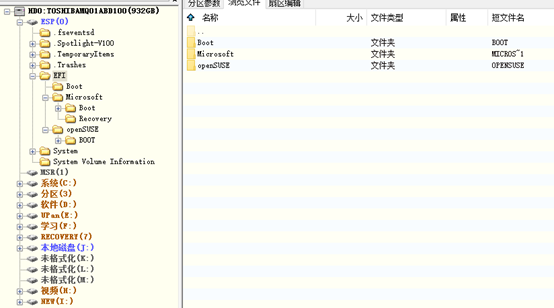 HD0:TOSHIBAMQ01ABD100(932GB)
ESP(0)
.fseventsd
.Spotlight-V100
.TemporaryItems
.Trashes
EFI
Boot
Microsoft
Boot
Recovery
openSUSE
BOOT
System
System Volume Information
MSR(1)
系统(C:)
分区(3)
软件(D:)
UPan(E:)
学习(F:)
RECOVERY(7)
本地磁盘(J:)
未格式化(K:)
未格式化(L:)
未格式化(M:)
视频(H:)
NEW(I:)
分区参数 浏览文件 扇区编辑
名称 大小 文件类型 属性 短文件名
..
Boot 文件夹 BOOT
Microsoft 文件夹 MICROS~1
openSUSE 文件夹 OPENSUSE